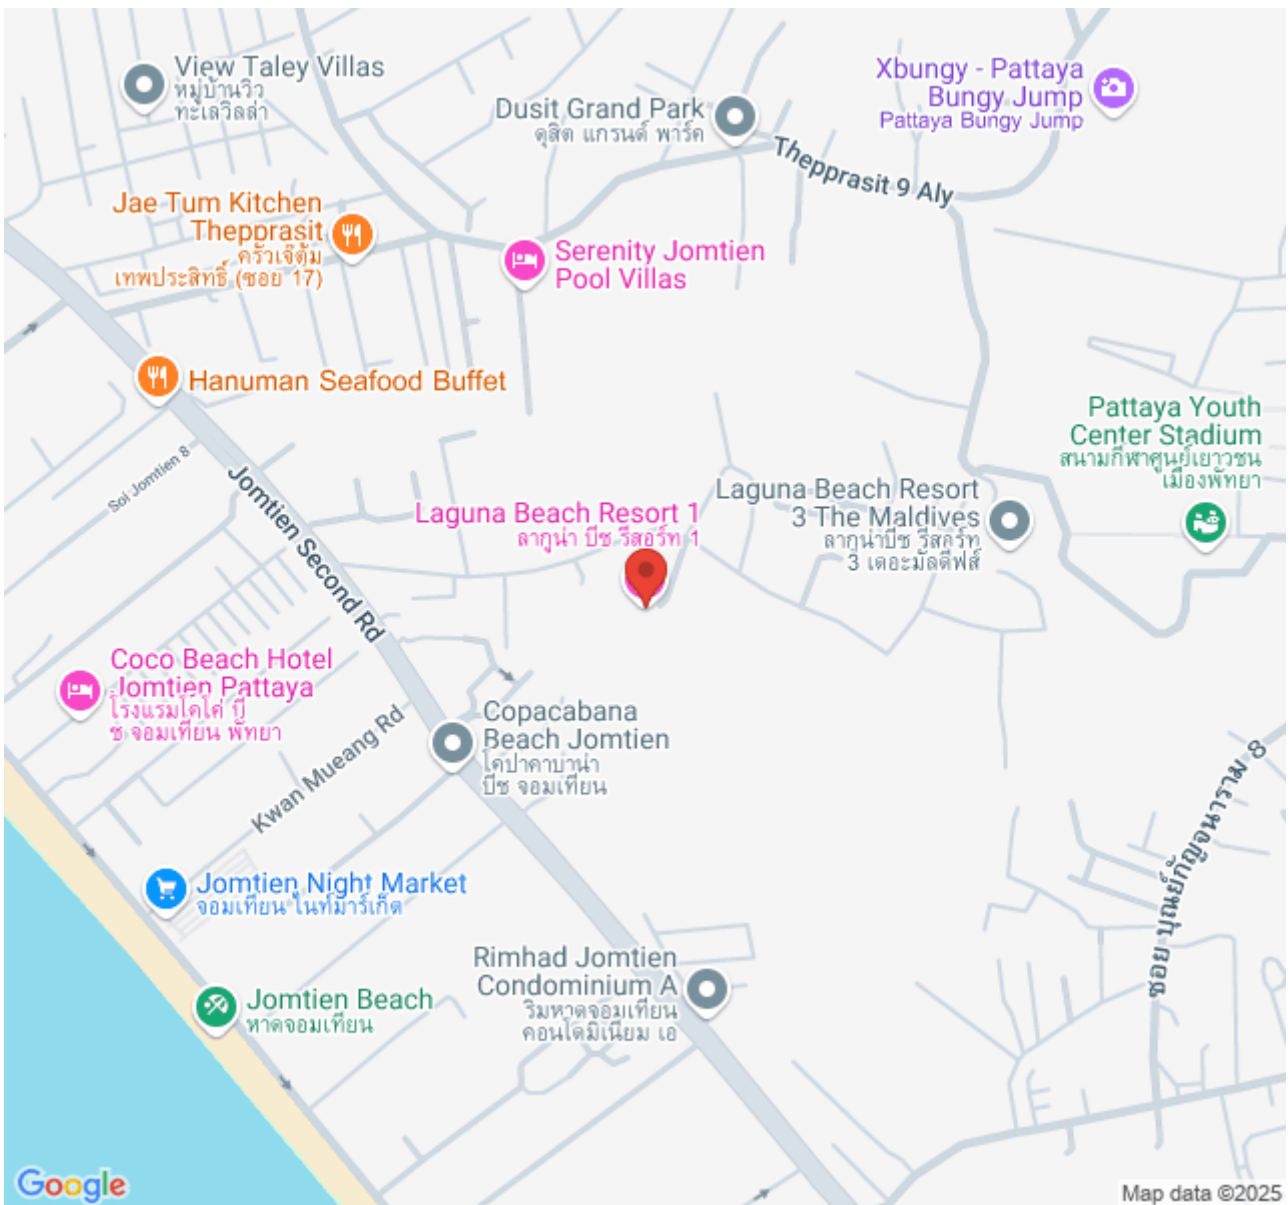 View Taley Villas
หมู่บ้านวิว
ทะเลวิลล่า
Xbungy - Pattaya
Bungy Jump
Pattaya Bungy Jump
Dusit Grand Park
ดุสิต แกรนด์ พาร์ค
Thepprasit 9 Aly
Jae Tum Kitchen
Thepprasit
ครัวเจ๊ตุ้ม
เทพประสิทธิ์ (ซอย 17)
Serenity Jomtien
Pool Villas
Hanuman Seafood Buffet
Pattaya Youth
Center Stadium
สนามกีฬาศูนย์เยาวชน
เมืองพัทยา
Soi Jomtien 8
Jomtien Second Rd
Laguna Beach Resort 1
ลากูน่า บีช รีสอร์ท 1
Laguna Beach Resort
3 The Maldives
ลากูน่าบีช รีสอร์ท
3 เดอะมัลดีฟส์
Coco Beach Hotel
Jomtien Pattaya
โรงแรมโคโค่ บี
ช จอมเทียน พัทยา
Kwan Mueang Rd
Copacabana
Beach Jomtien
โคปาคาบาน่า
บีช จอมเทียน
ซอย บุณย์กัญจนาราม 8
Jomtien Night Market
จอมเทียน ไนท์มาร์เก็ต
Rimhad Jomtien
Condominium A
ริมหาดจอมเทียน
คอนโดมิเนียม เอ
Jomtien Beach
หาดจอมเทียน
Google
Map data ©2025